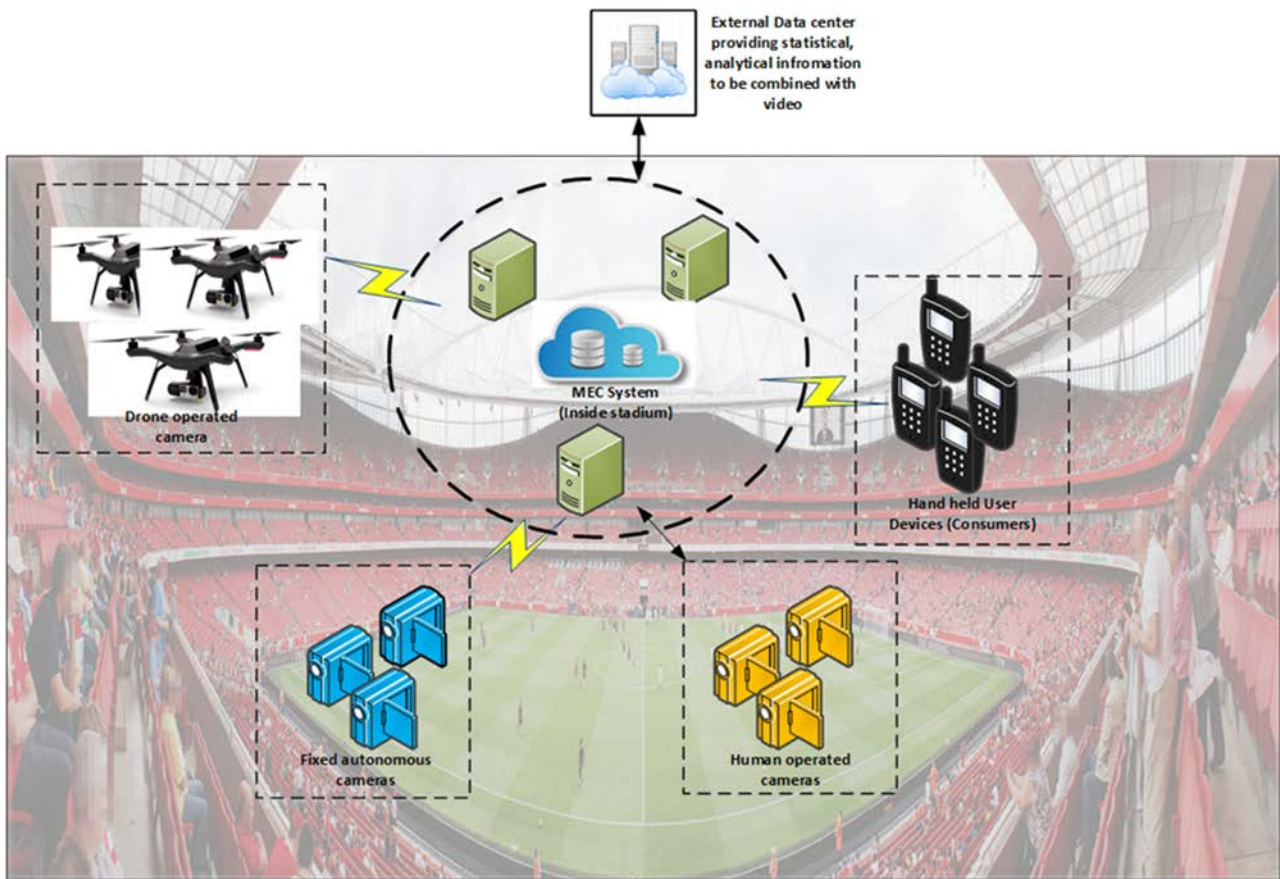 External Data center
providing statistical,
analytical infromation
to be combined with
video
Drone operated
camera
MEC System
(Inside stadium)
Hand held User
Devices (Consumers)
Fixed autonomous
cameras
Human operated
cameras